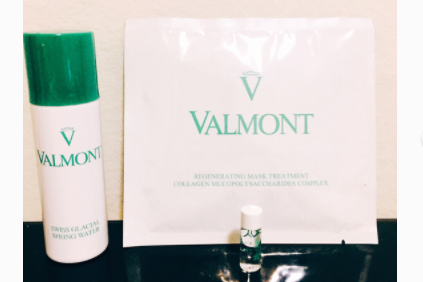 VALMONT
SWISS GLACIAL
SPRING WATER
VALMONT
REGENERATING MASK TREATMENT
COLLAGEN MUCOPOLYSACCHARIDES COMPLEX